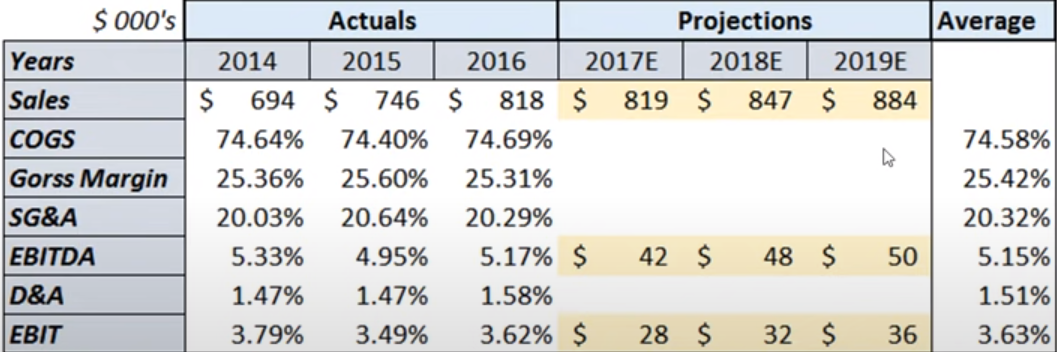 $ 000's Actuals Projections Average
Years 2014 2015 2016 2017E 2018E 2019E
Sales $ 694 $ 746 $ 818 $ 819 $ 847 $ 884
COGS 74.64% 74.40% 74.69% 74.58%
Gorss Margin 25.36% 25.60% 25.31% 25.42%
SG&A 20.03% 20.64% 20.29% 20.32%
EBITDA 5.33% 4.95% 5.17% $ 42 $ 48 $ 50 5.15%
D&A 1.47% 1.47% 1.58% 1.51%
EBIT 3.79% 3.49% 3.62% $ 28 $ 32 $ 36 3.63%